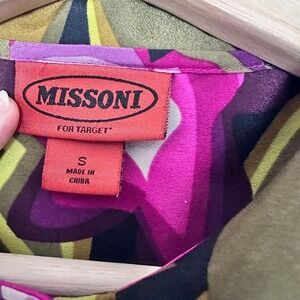 MISSONI
FOR TARGET*
S
MADE IN
CHINA